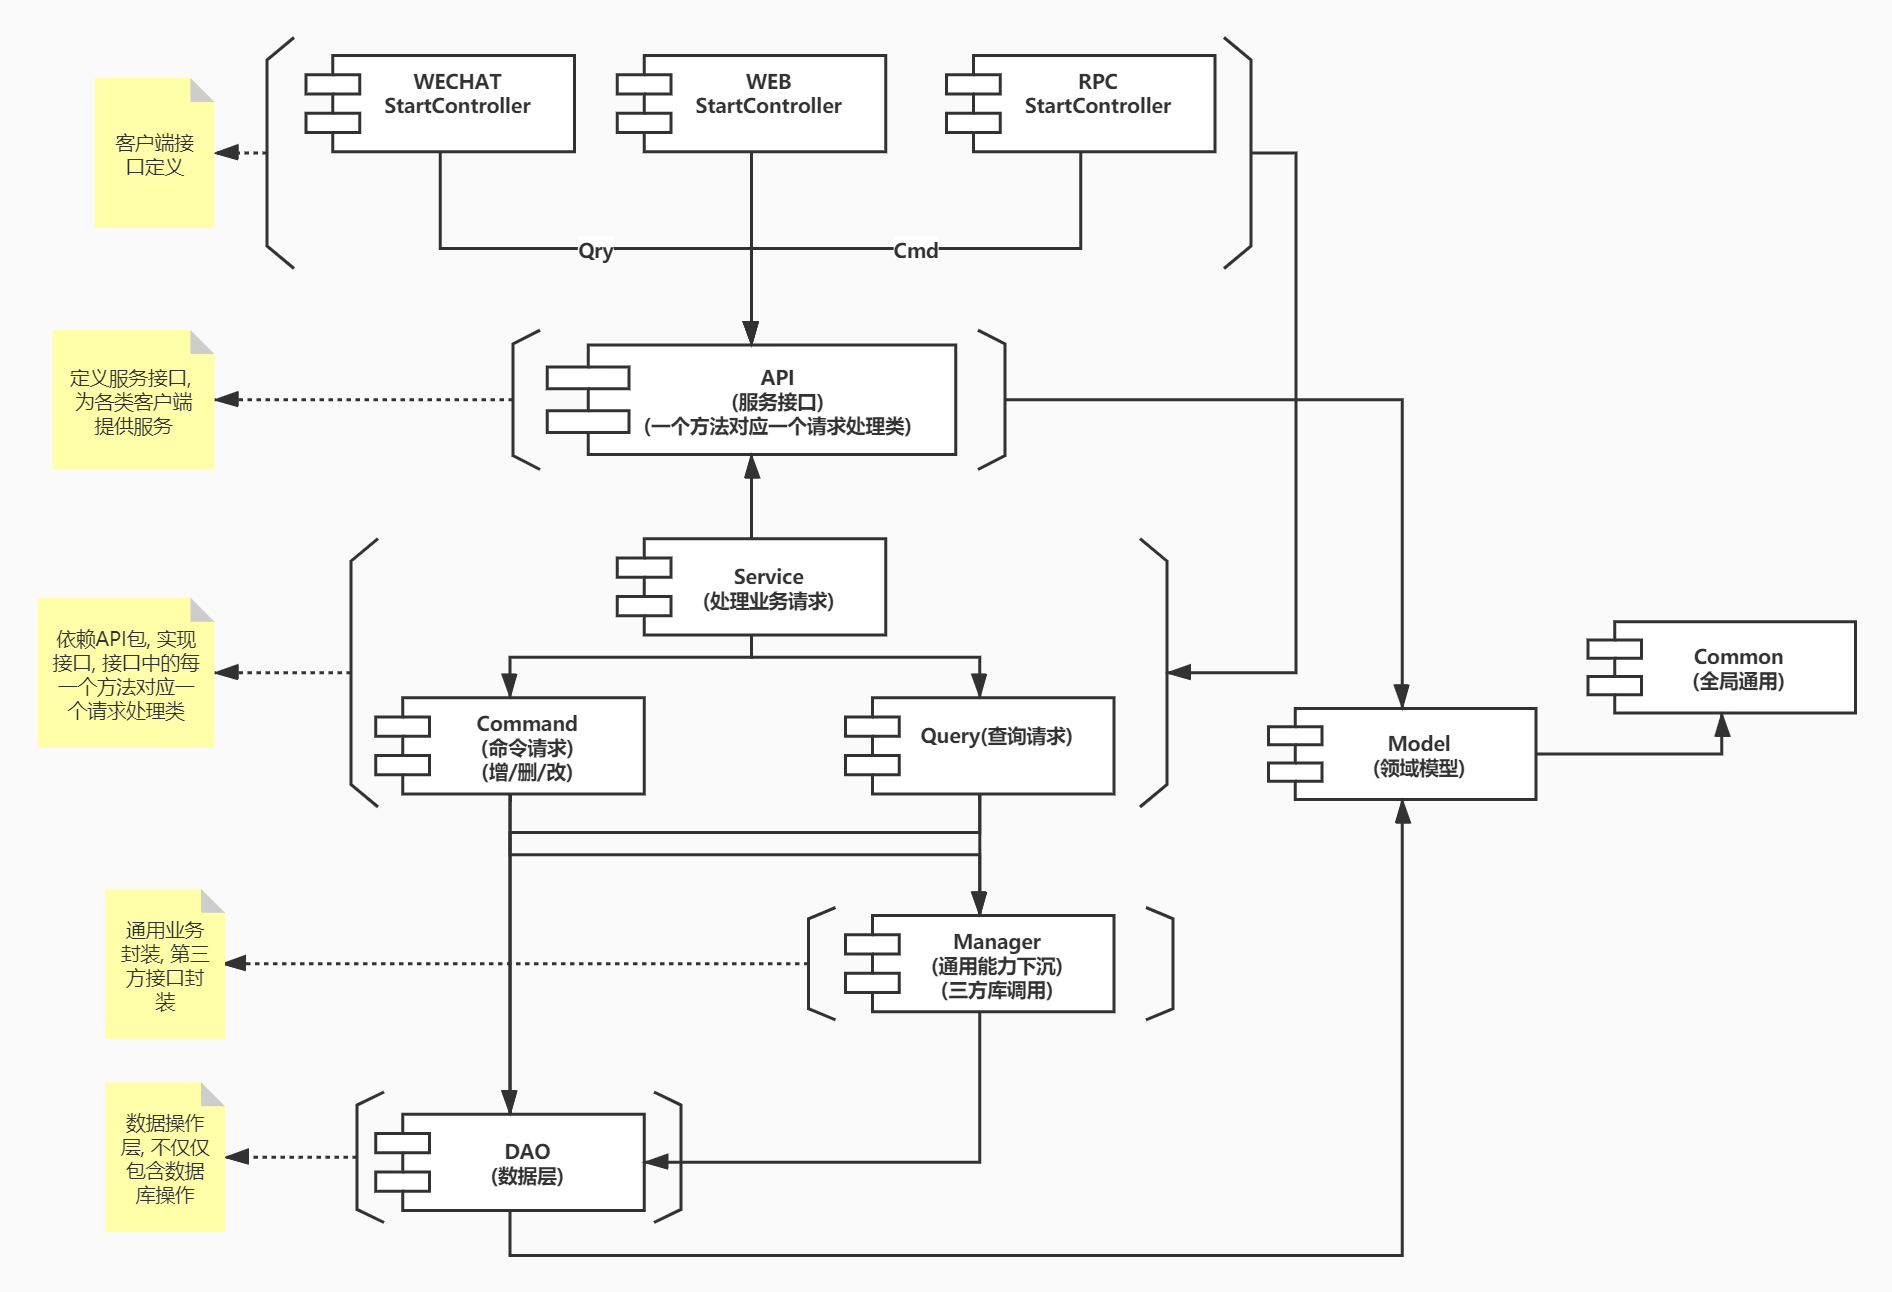 WECHAT
StartController
WEB
StartController
RPC
StartController
客户端接
口定义
Qry
Cmd
定义服务接口,
为各类客户端
提供服务
API
(服务接口)
(一个方法对应一个请求处理类)
Service
(处理业务请求)
依赖API包, 实现
接口, 接口中的每
一个方法对应一
个请求处理类
Command
(命令请求)
(增/删/改)
Query(查询请求)
Common
(全局通用)
Model
(领域模型)
通用业务
封装, 第三
方接口封
装
Manager
(通用能力下沉)
(三方库调用)
数据操作
层, 不仅仅
包含数据
库操作
DAO
(数据层)